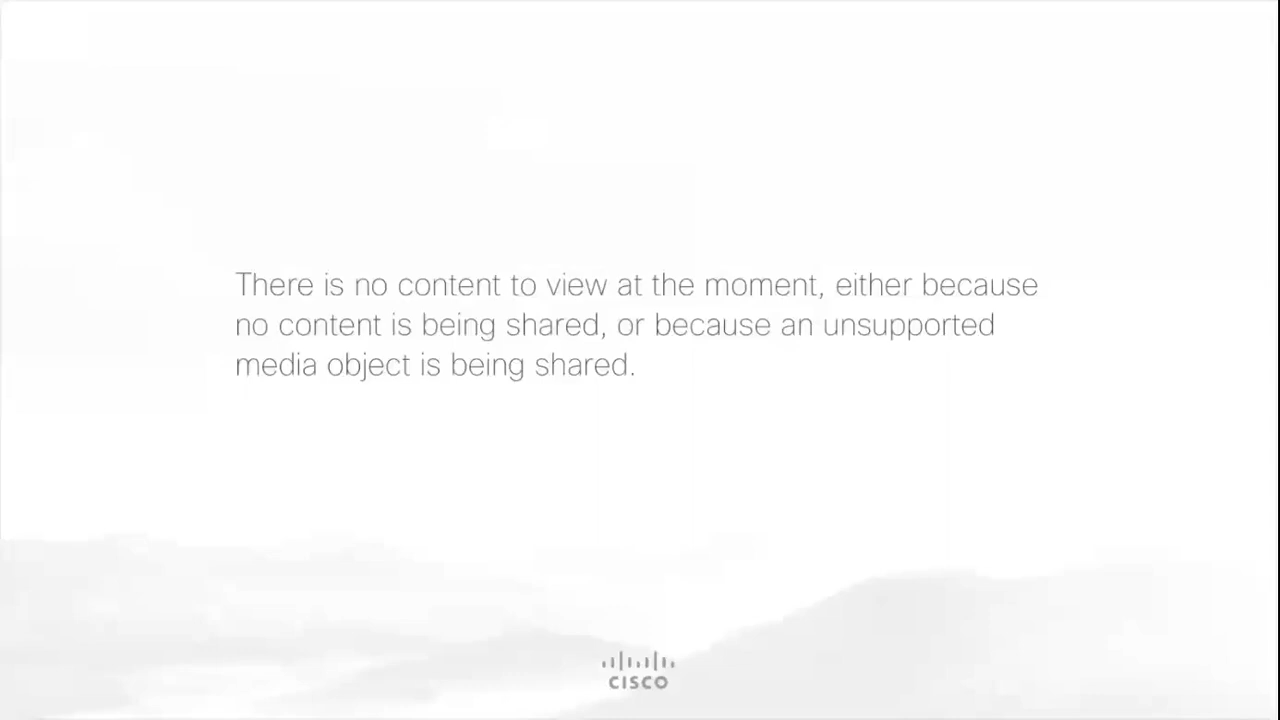 There is no content to view at the moment, either because
no content is being shared, or because an unsupported
media object is being shared.
CISCO